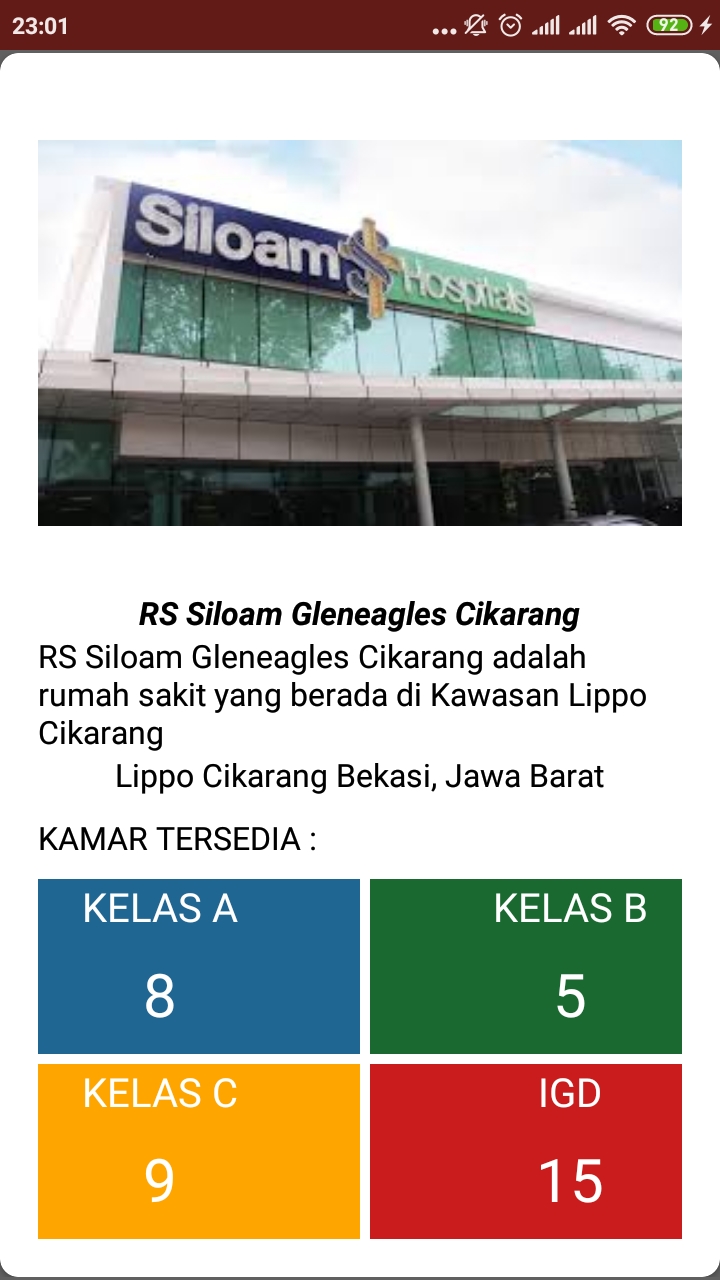 23:01
92
Siloam Hospitals
RS Siloam Gleneagles Cikarang
RS Siloam Gleneagles Cikarang adalah
rumah sakit yang berada di Kawasan Lippo
Cikarang
Lippo Cikarang Bekasi, Jawa Barat
KAMAR TERSEDIA :
KELAS A
KELAS B
8
5
KELAS C
IGD
9
15